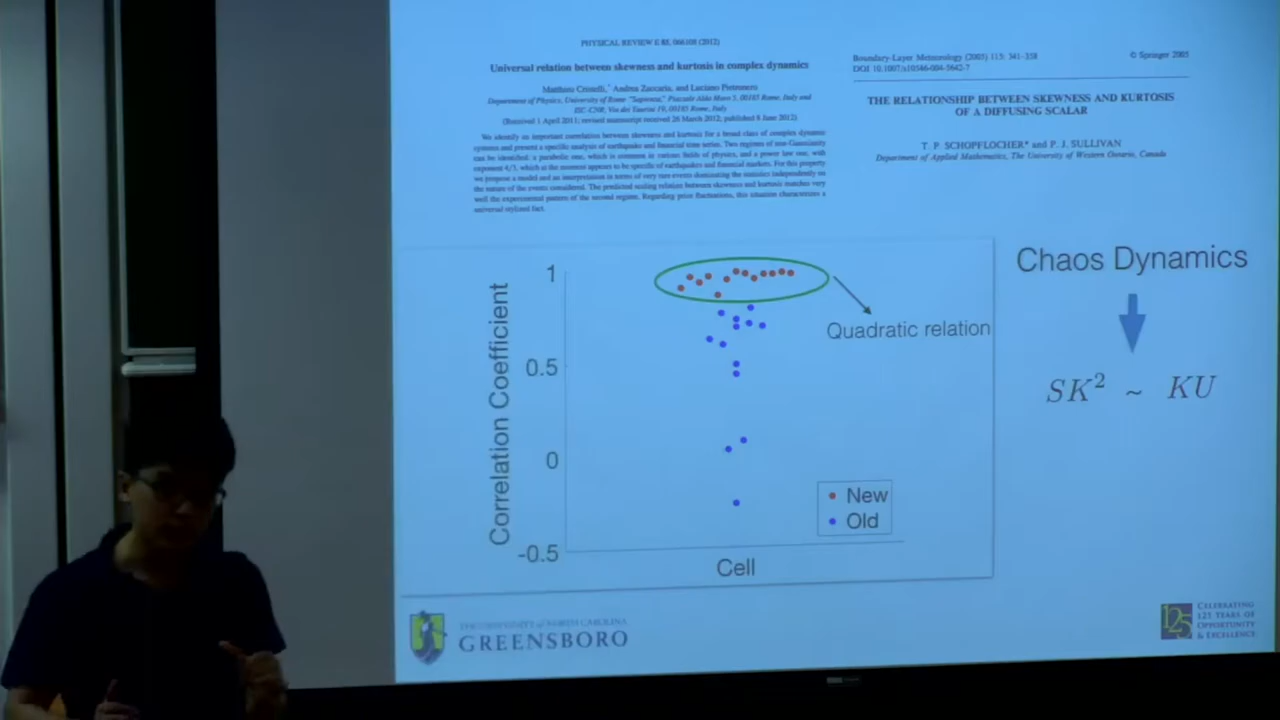 PHYSICAL REVIEW E 85, 066108 (2012)
Universal relation between skewness and kurtosis in complex dynamics
Matthieu Cristelli,* Andrea Zaccaria, and Luciano Pietronero
Department of Physics, University of Rome "Sapienza," Piazzale Aldo Moro 5, 00185 Rome, Italy and
ISC-CNR, Via dei Taurini 19, 00185 Rome, Italy
(Received 1 April 2011; revised manuscript received 26 March 2012; published 8 June 2012)
We identify an important correlation between skewness and kurtosis for a broad class of complex dynamic
systems and present a specific analysis of earthquake and financial time series. Two regimes of non-Gaussianity
can be identified: a parabolic one, which is common in various fields of physics, and a power law one, with
exponent 4/3, which at the moment appears to be specific of earthquakes and financial markets. For this property
we propose a model and an interpretation in terms of very rare events dominating the statistics independently on
the nature of the events considered. The predicted scaling relation between skewness and kurtosis matches very
well the experimental pattern of the second regime. Regarding price fluctuations, this situation characterizes a
universal stylized fact.
Boundary-Layer Meteorology (2005) 115: 341–358
© Springer 2005
DOI 10.1007/s10546-004-5642-7
THE RELATIONSHIP BETWEEN SKEWNESS AND KURTOSIS
OF A DIFFUSING SCALAR
T. P. SCHOPFLOCHER* and P. J. SULLIVAN
Department of Applied Mathematics, The University of Western Ontario, Canada
Correlation Coefficient
1
0.5
0
-0.5
Cell
Quadratic relation
New
Old
Chaos Dynamics
SK² ~ KU
THE UNIVERSITY of NORTH CAROLINA
GREENSBORO
125
CELEBRATING
125 YEARS OF
OPPORTUNITY
& EXCELLENCE